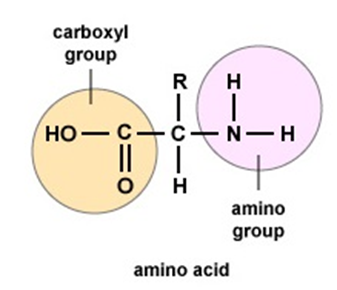 carboxyl
group
R H
HO C C N H
O H
amino
group
amino acid